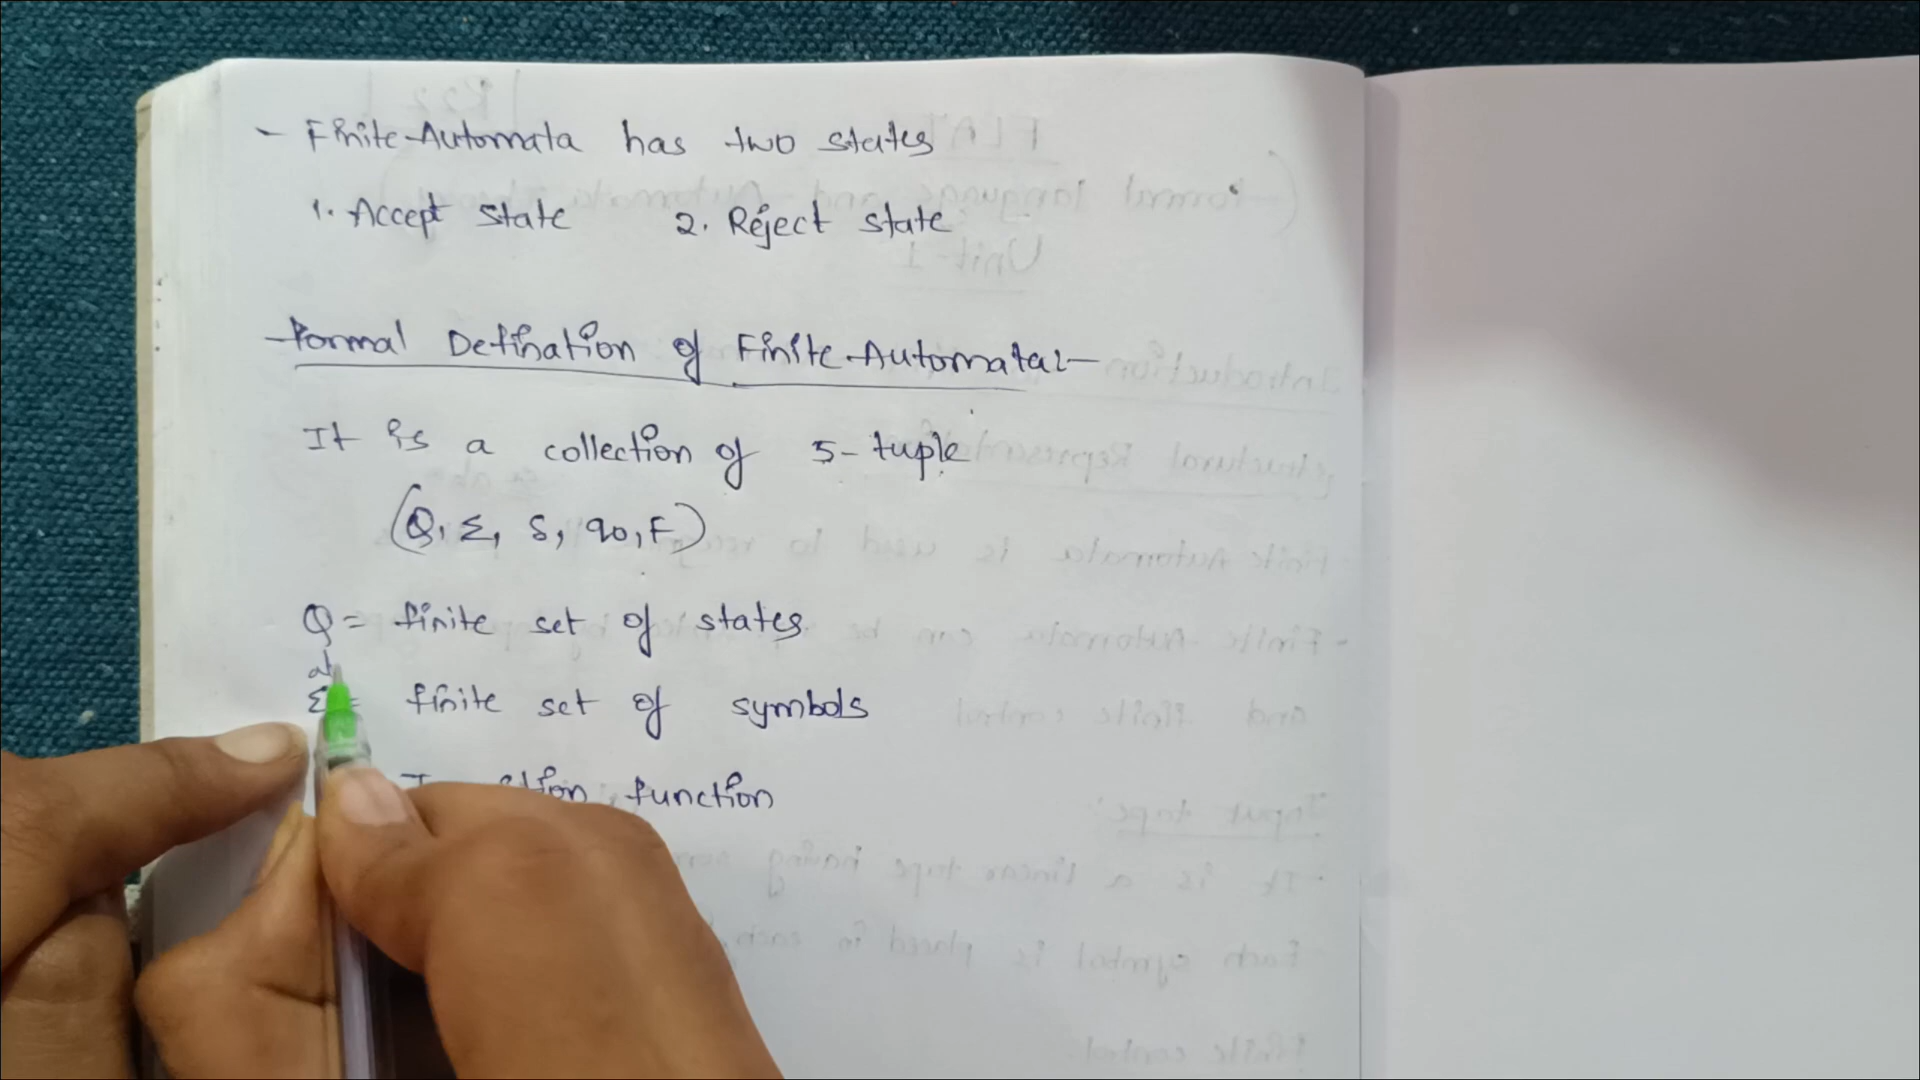 - Finite Automata has two states
1. Accept state 2. Reject state
Formal Defination of Finite Automata:-
It is a collection of 5-tuple
(Q, Σ, δ, q0, F)
Q = finite set of states
Σ = finite set of symbols
function